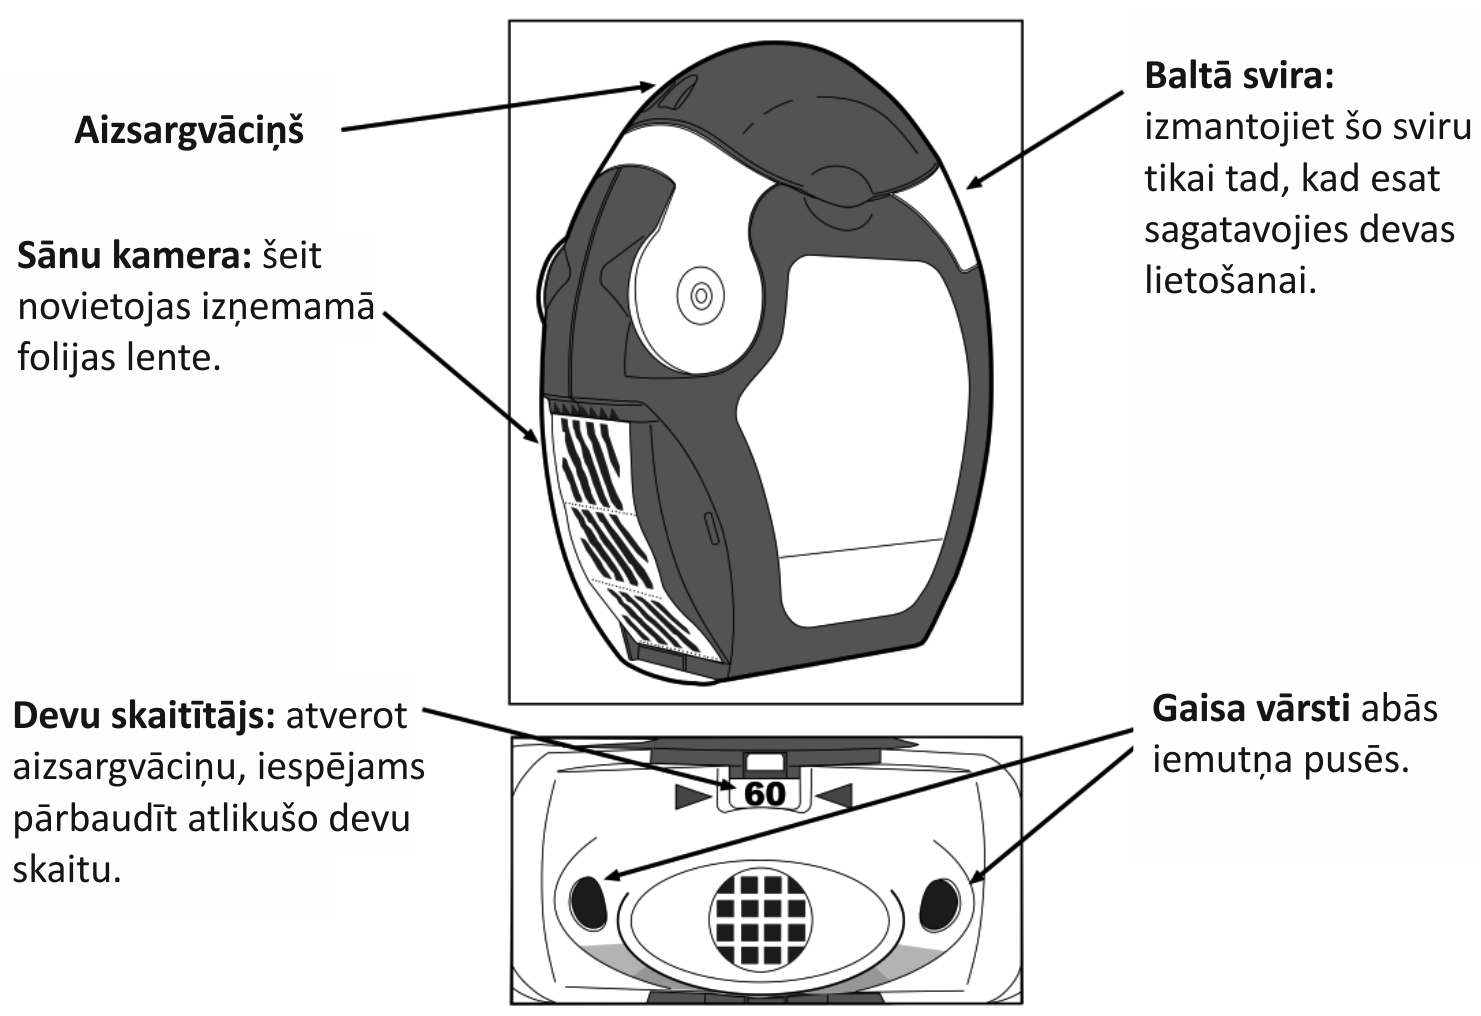 Aizsargvāciņš
Baltā svira:
izmantojiet šo sviru
tikai tad, kad esat
sagatavojies devas
lietošanai.
Sānu kamera: šeit
novietojas izņemamā
folijas lente.
Devu skaitītājs: atverot
aizsargvāciņu, iespējams
pārbaudīt atlikušo devu
skaitu.
60
Gaisa vārsti abās
iemutņa pusēs.